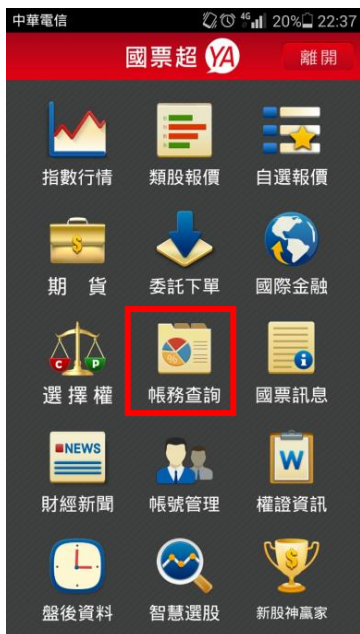 中華電信 4G 20% 22:37
國票超 YA 離開
指數行情 類股報價 自選報價
$
期 貨 委託下單 國際金融
C P % i
選擇權 帳務查詢 國票訊息
NEWS W
財經新聞 帳號管理 權證資訊
$
盤後資料 智慧選股 新股神贏家